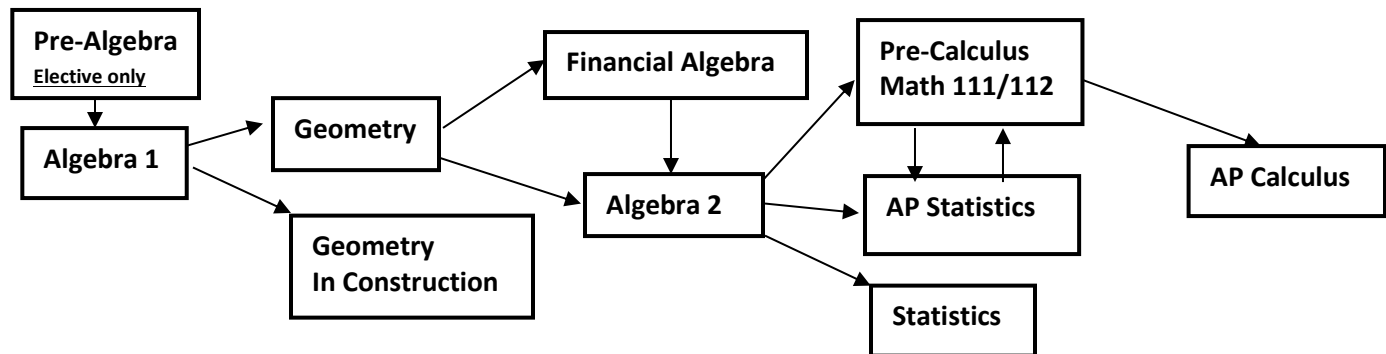 Pre-Algebra
Elective only
Algebra 1
Geometry
Geometry
In Construction
Financial Algebra
Algebra 2
Pre-Calculus
Math 111/112
AP Statistics
Statistics
AP Calculus